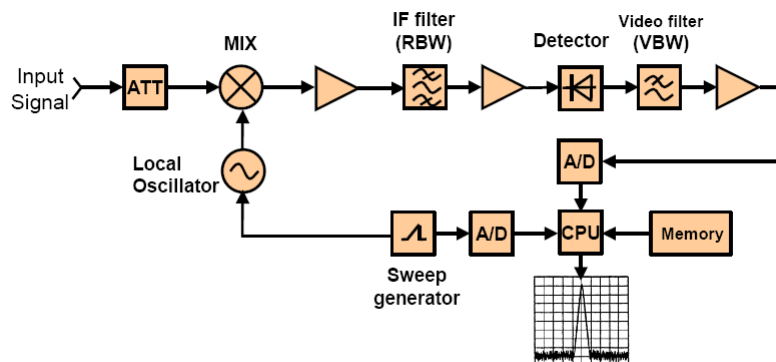 IF filter
(RBW)
Video filter
(VBW)
MIX
Detector
Input
Signal
ATT
Local
Oscillator
A/D
A/D
CPU
Memory
Sweep
generator